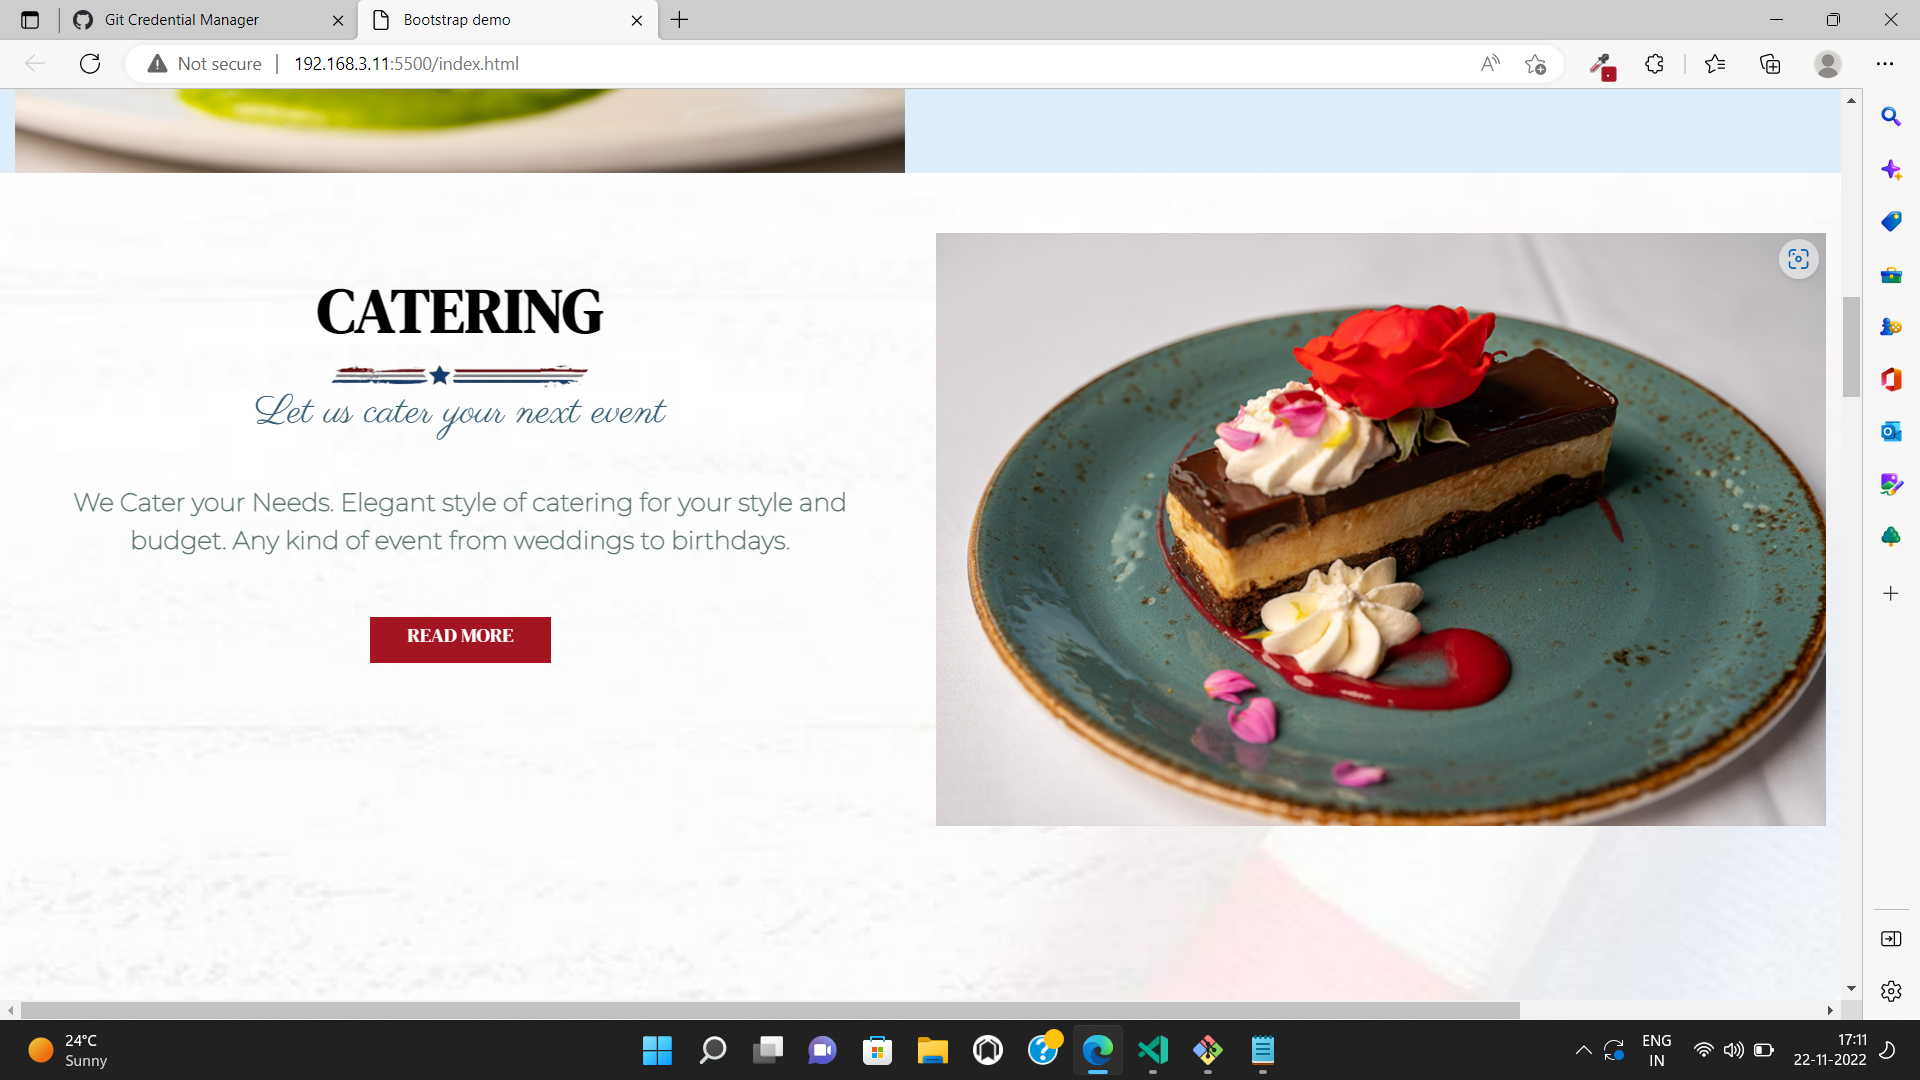 Git Credential Manager
Bootstrap demo
Not secure
192.168.3.11:5500/index.html
CATERING
Let us cater your next event
We Cater your Needs. Elegant style of catering for your style and
budget. Any kind of event from weddings to birthdays.
READ MORE
24°C
Sunny
ENG
IN
17:11
22-11-2022